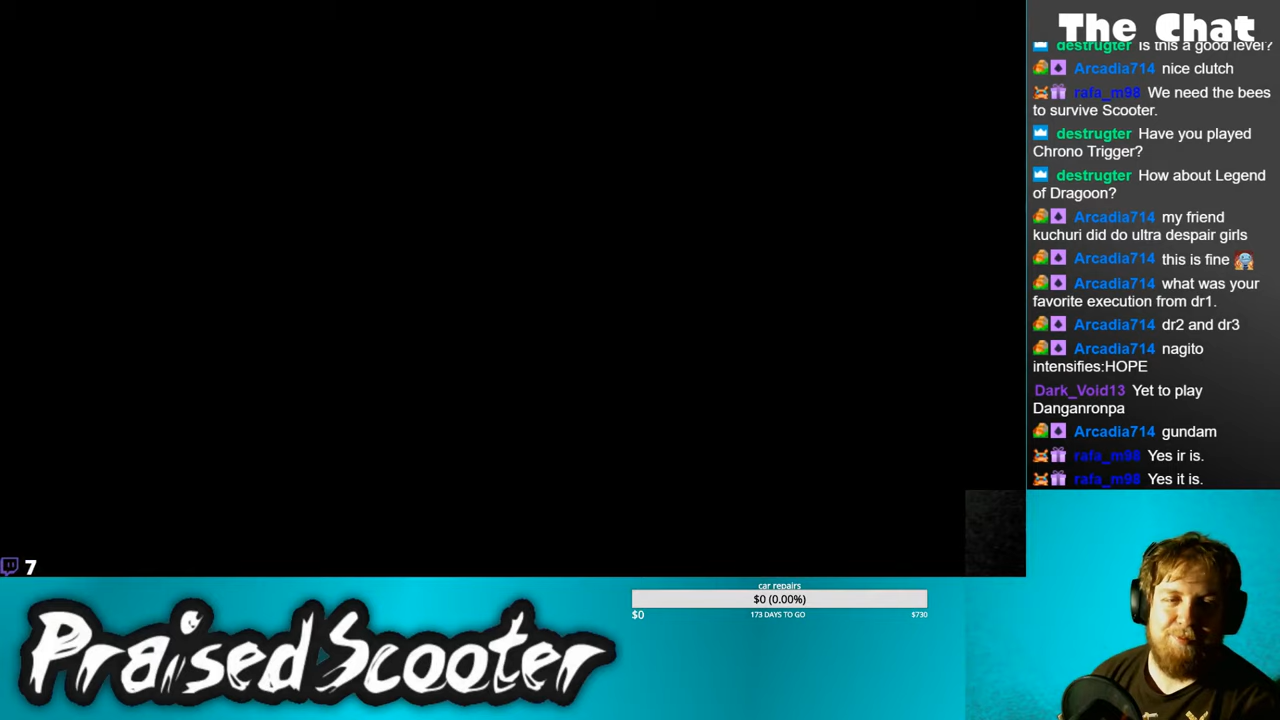 The Chat
destrugter Is this a good level?
Arcadia714 nice clutch
rafa_m98 We need the bees
to survive Scooter.
destrugter Have you played
Chrono Trigger?
destrugter How about Legend
of Dragoon?
Arcadia714 my friend
kuchuri did do ultra despair girls
Arcadia714 this is fine
Arcadia714 what was your
favorite execution from dr1.
Arcadia714 dr2 and dr3
Arcadia714 nagito
intensifies:HOPE
Dark_Void13 Yet to play
Danganronpa
Arcadia714 gundam
rafa_m98 Yes ir is.
rafa_m98 Yes it is.
7
PraisedScooter
car repairs
$0 (0.00%)
$0 173 DAYS TO GO $730